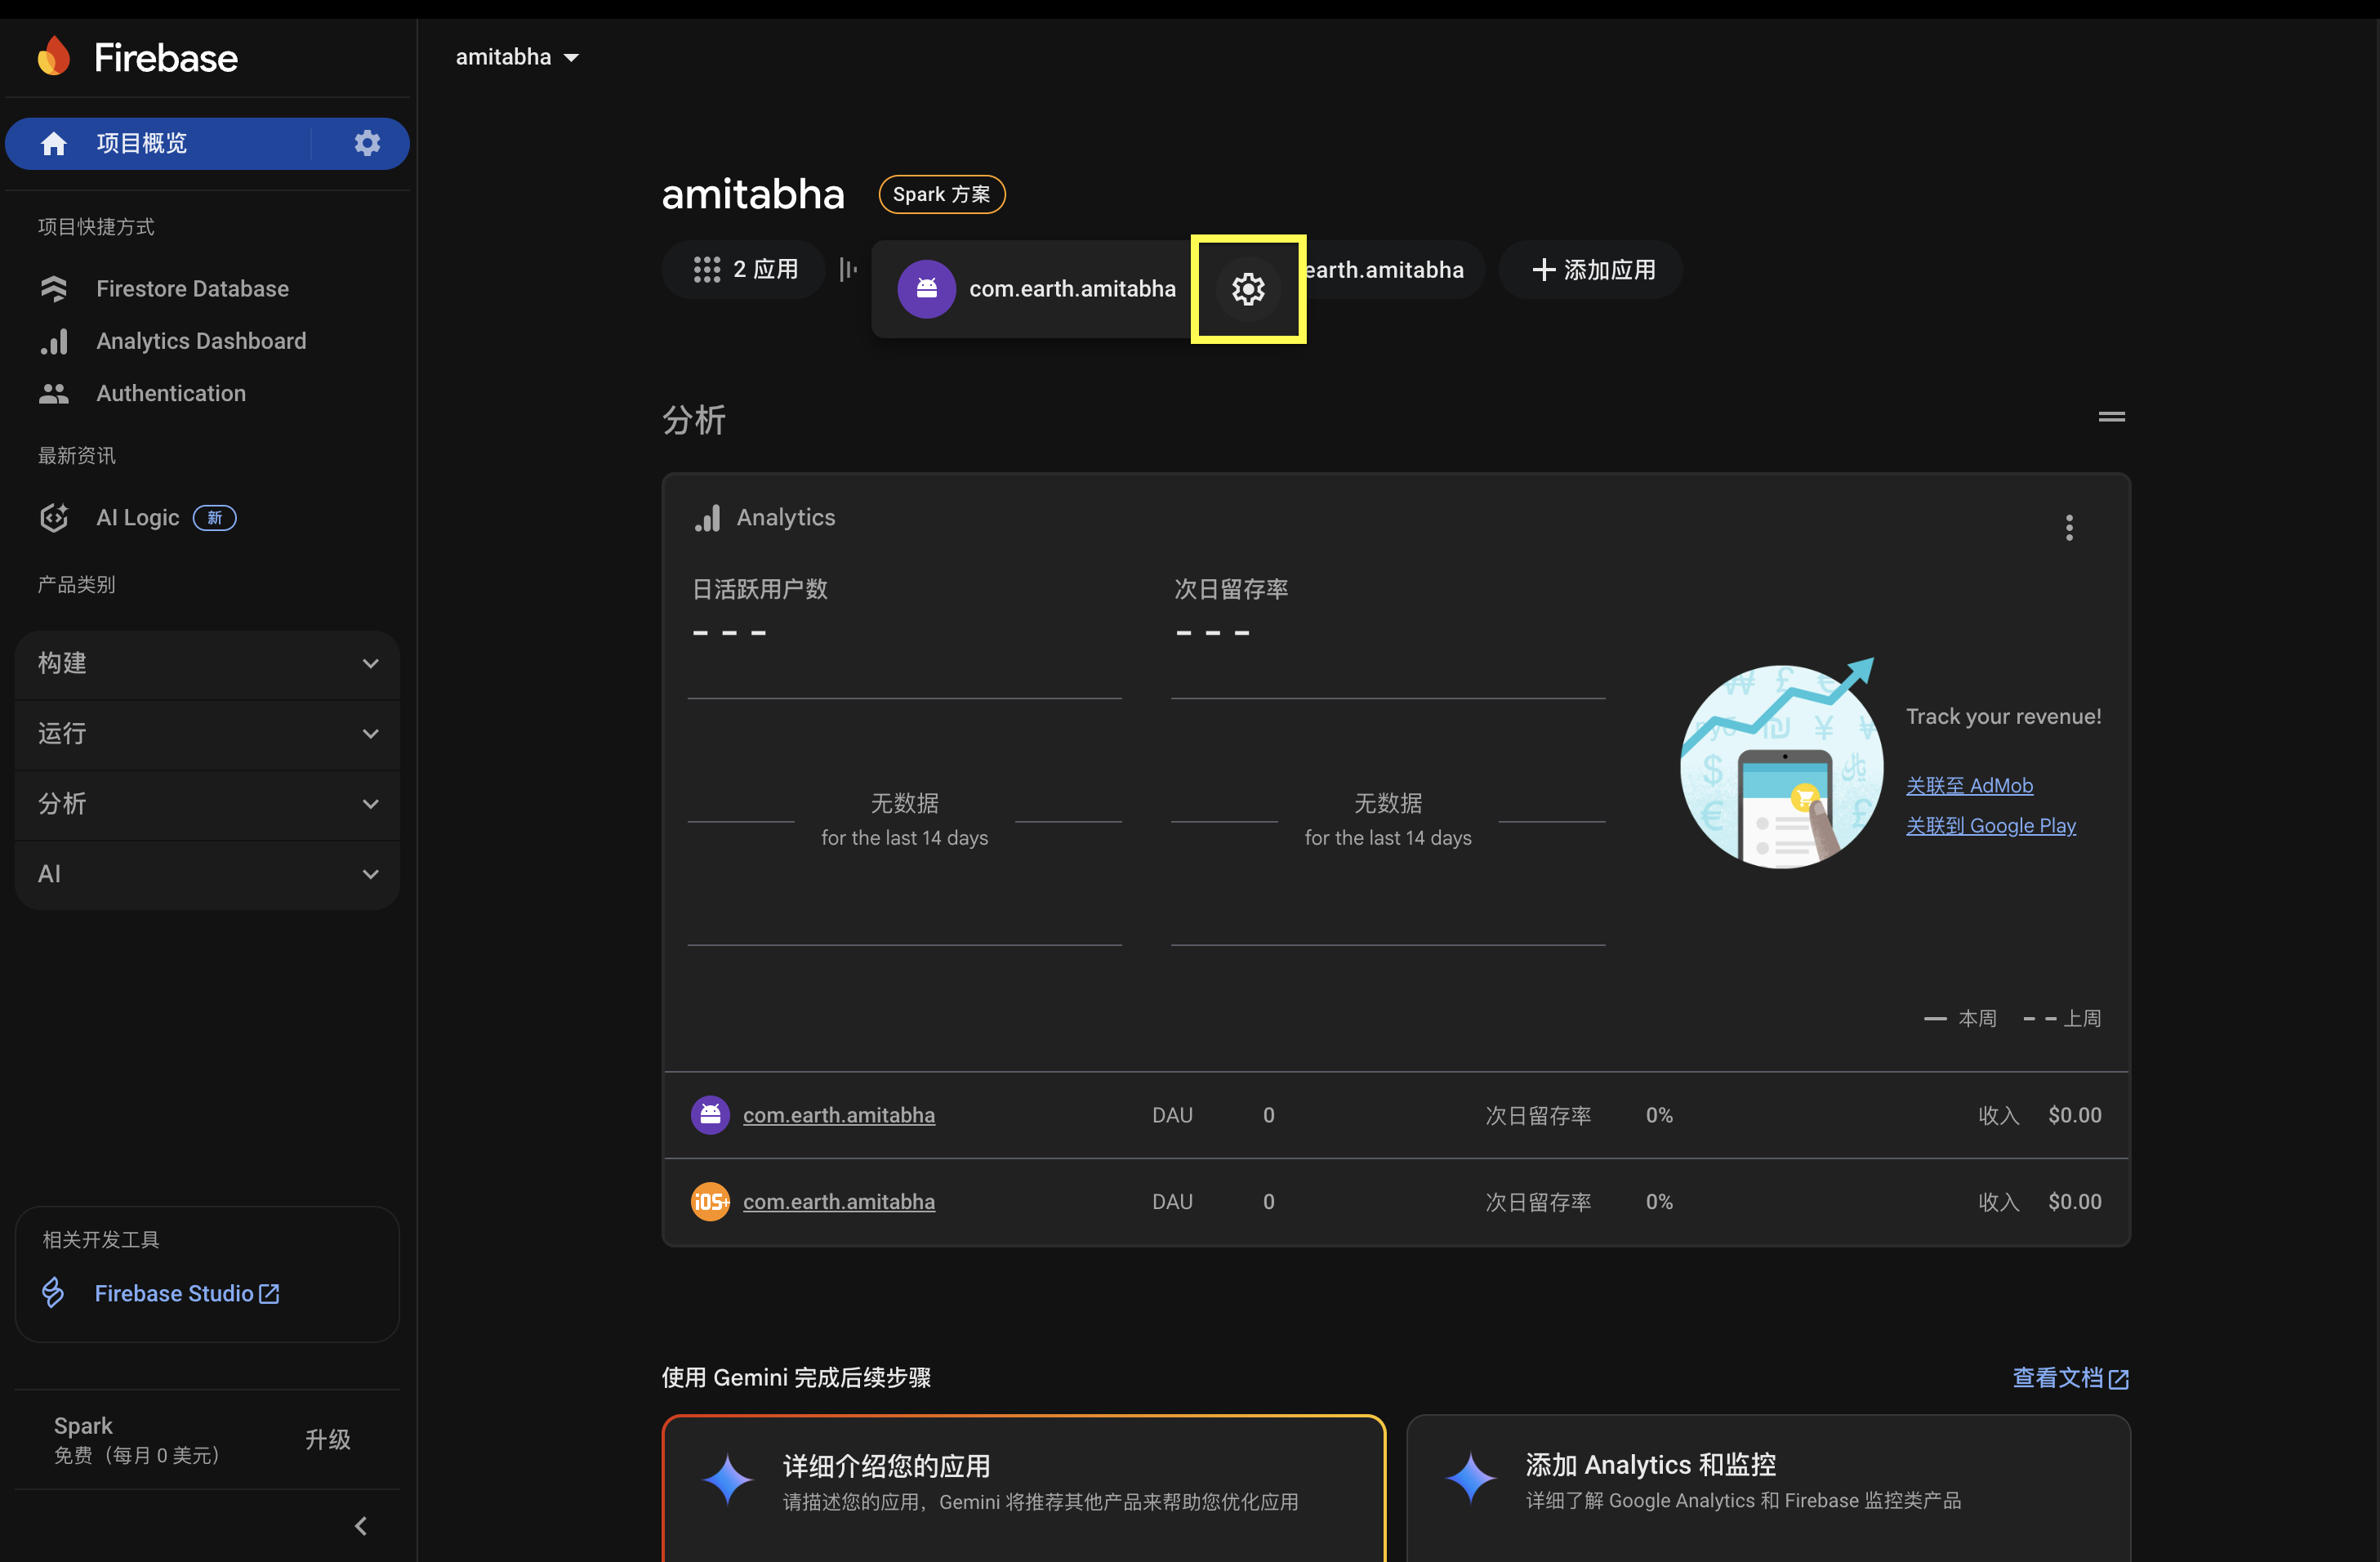 Firebase
amitabha
项目概览
项目快捷方式
Firestore Database
Analytics Dashboard
Authentication
最新资讯
AI Logic 新
产品类别
构建
运行
分析
AI
相关开发工具
Firebase Studio
Spark
免费（每月 0 美元）
升级
amitabha
Spark 方案
2 应用
com.earth.amitabha
earth.amitabha
添加应用
分析
Analytics
日活跃用户数
- - -
次日留存率
- - -
无数据
for the last 14 days
无数据
for the last 14 days
Track your revenue!
关联至 AdMob
关联到 Google Play
本周
上周
com.earth.amitabha DAU 0 次日留存率 0% 收入 $0.00
iOS+ com.earth.amitabha DAU 0 次日留存率 0% 收入 $0.00
使用 Gemini 完成后续步骤
查看文档
详细介绍您的应用
请描述您的应用，Gemini 将推荐其他产品来帮助您优化应用
添加 Analytics 和监控
详细了解 Google Analytics 和 Firebase 监控类产品